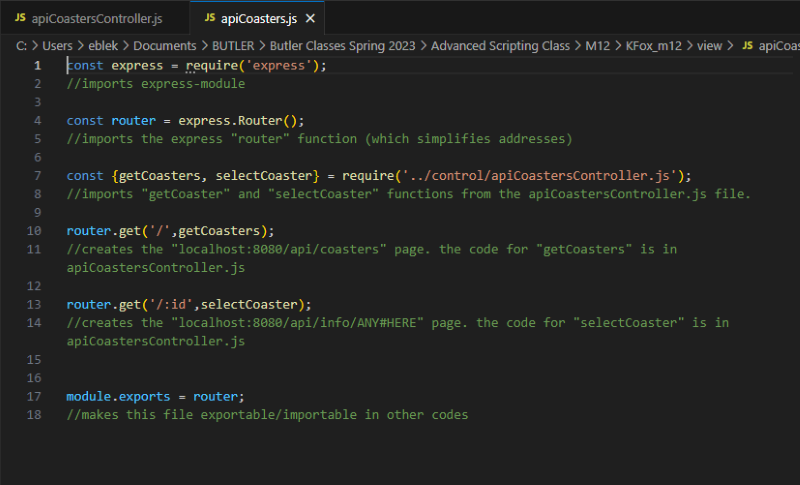 JS apiCoastersController.js JS apiCoasters.js ×
C: > Users > eblek > Documents > BUTLER > Butler Classes Spring 2023 > Advanced Scripting Class > M12 > KFox_m12 > view > JS apiCoas
1 const express = require('express');
2 //imports express-module
3
4 const router = express.Router();
5 //imports the express "router" function (which simplifies addresses)
6
7 const {getCoasters, selectCoaster} = require('../control/apiCoastersController.js');
8 //imports "getCoaster" and "selectCoaster" functions from the apiCoastersController.js file.
9
10 router.get('/',getCoasters);
11 //creates the "localhost:8080/api/coasters" page. the code for "getCoasters" is in
apiCoastersController.js
12
13 router.get('/:id',selectCoaster);
14 //creates the "localhost:8080/api/info/ANY#HERE" page. the code for "selectCoaster" is in
apiCoastersController.js
15
16
17 module.exports = router;
18 //makes this file exportable/importable in other codes